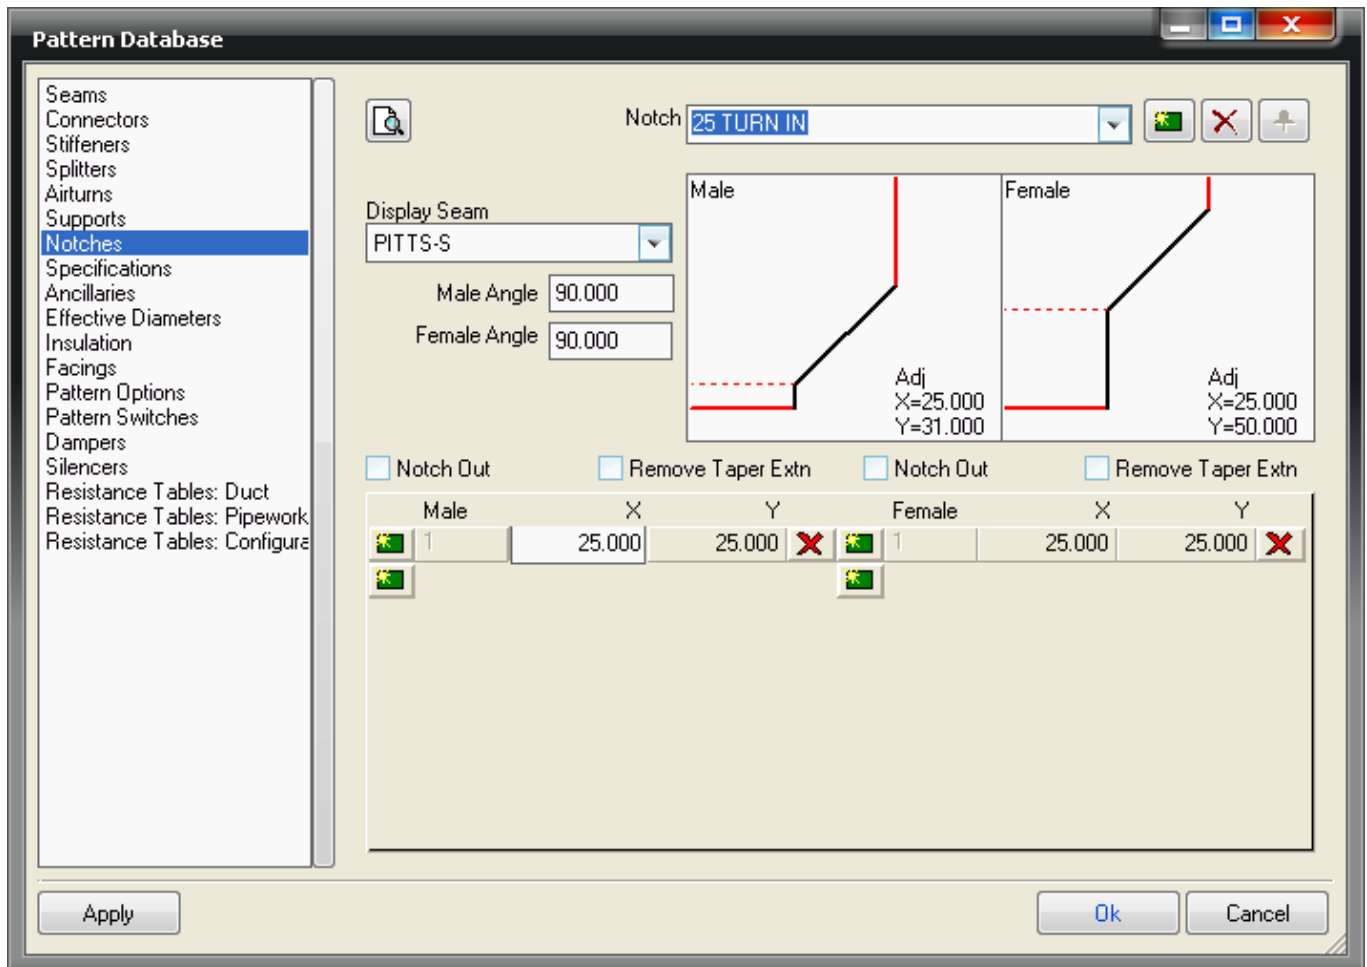 Pattern Database
Seams
Connectors
Stiffeners
Splitters
Airturns
Supports
Notches
Specifications
Ancillaries
Effective Diameters
Insulation
Facings
Pattern Options
Pattern Switches
Dampers
Silencers
Resistance Tables: Duct
Resistance Tables: Pipework
Resistance Tables: Configura
Notch 25 TURN IN
Display Seam
PITTS-S
Male Angle 90.000
Female Angle 90.000
Male
Adj
X=25.000
Y=31.000
Female
Adj
X=25.000
Y=50.000
Notch Out Remove Taper Extn Notch Out Remove Taper Extn
Male X Y Female X Y
1 25.000 25.000 1 25.000 25.000
Apply Ok Cancel